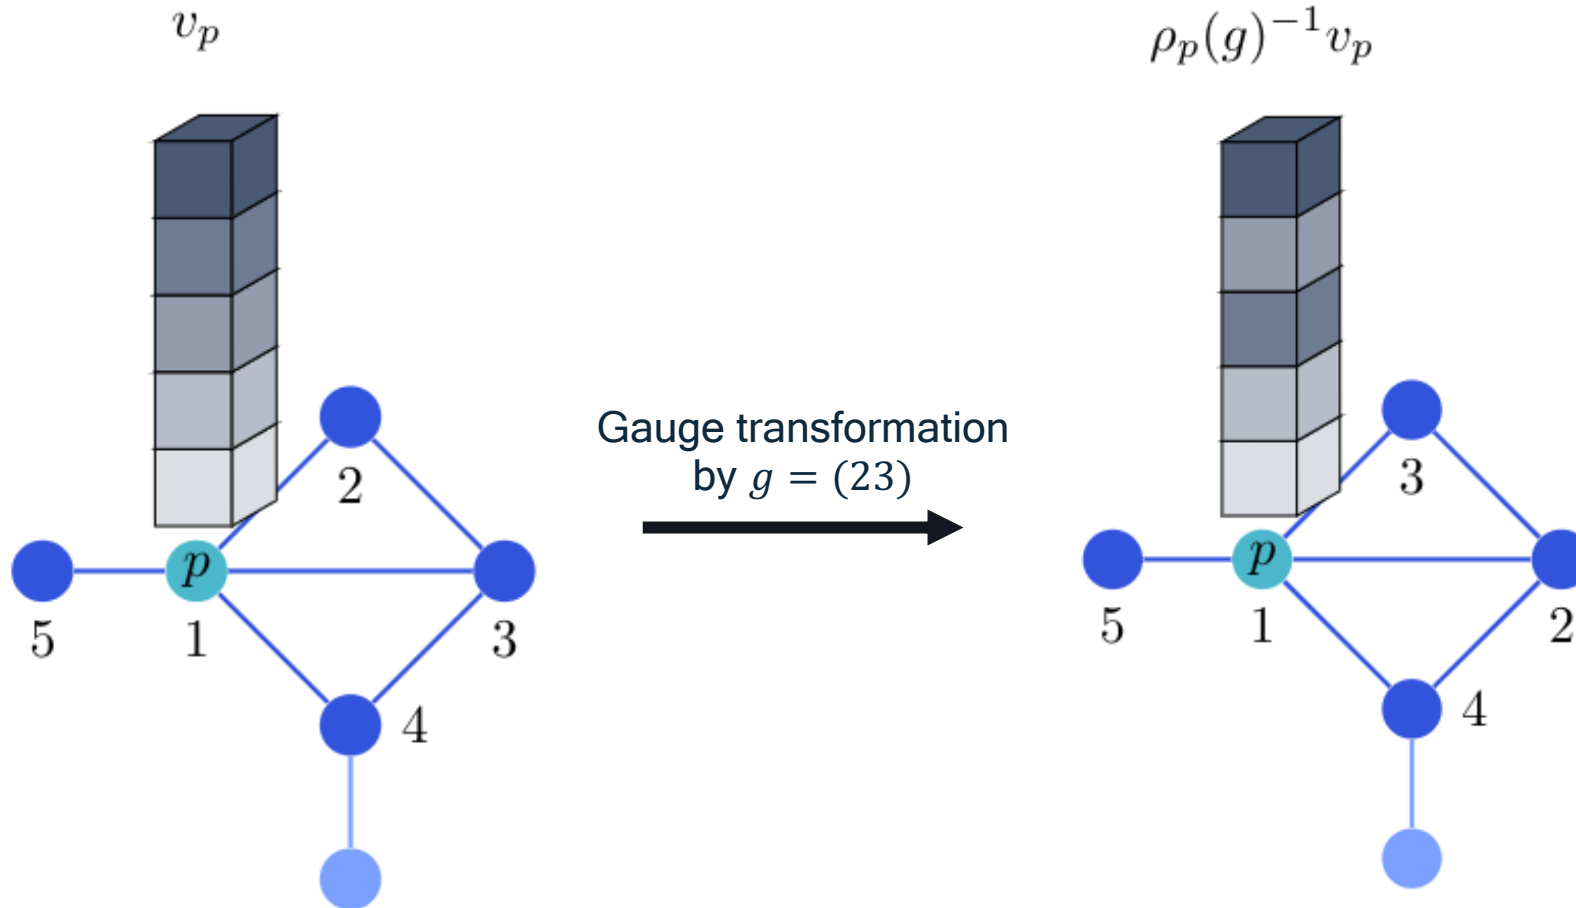 v_p
ρ_p(g)^{-1}v_p
2
p
5
1
3
4
Gauge transformation
by g = (23)
3
p
5
1
2
4